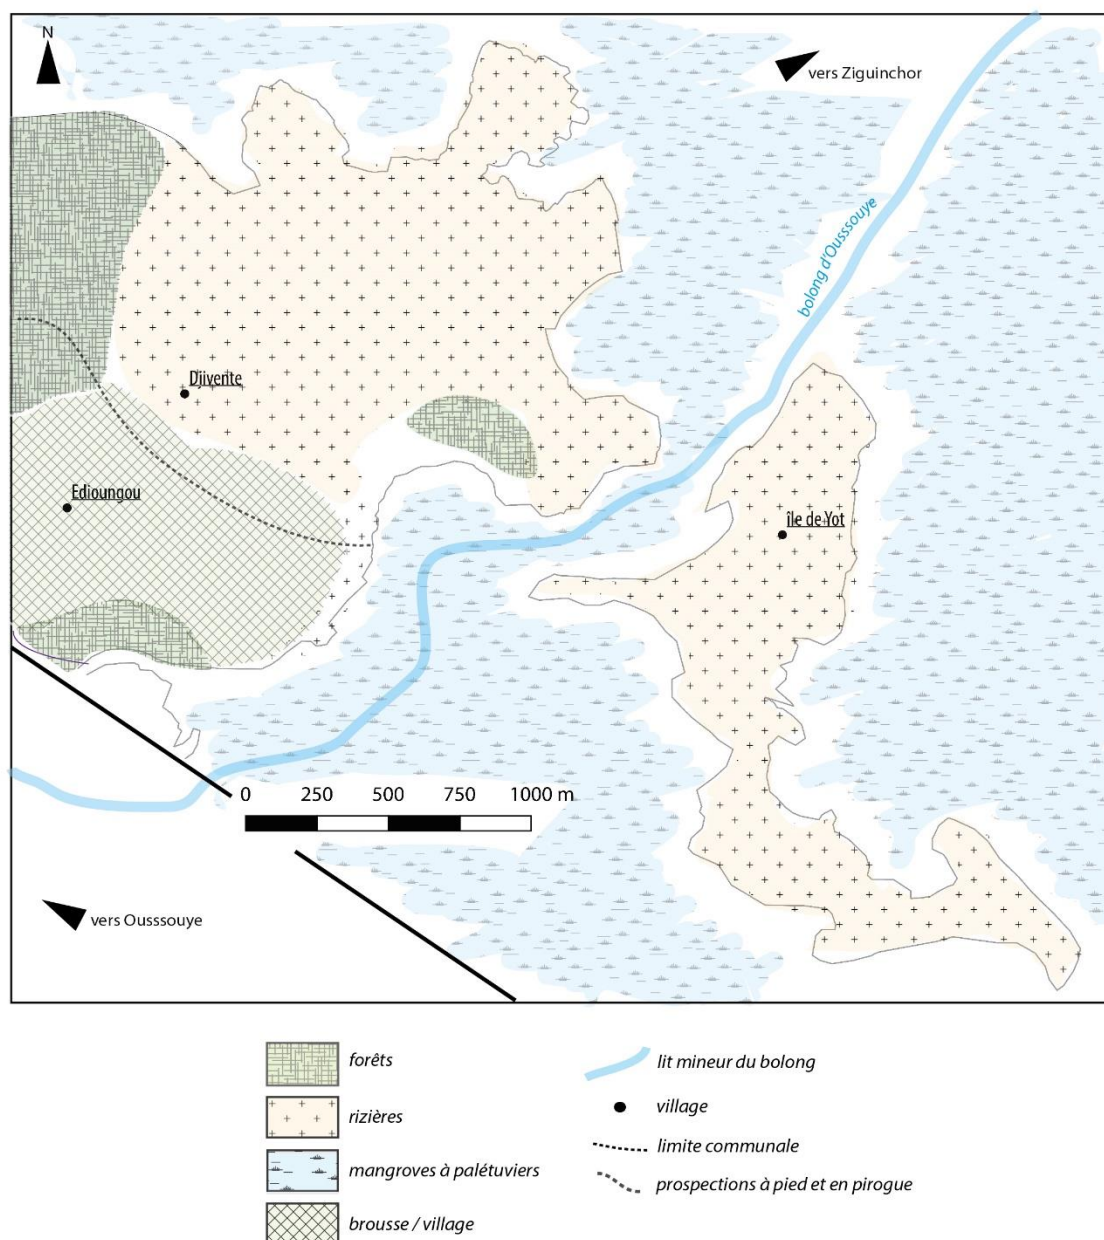 N
vers Ziguinchor
bolong d'Ousssouye
Djivente
Edioungou
île de Yot
0 250 500 750 1000 m
vers Ousssouye
forêts
rizières
mangroves à palétuviers
brousse / village
lit mineur du bolong
village
limite communale
prospections à pied et en pirogue